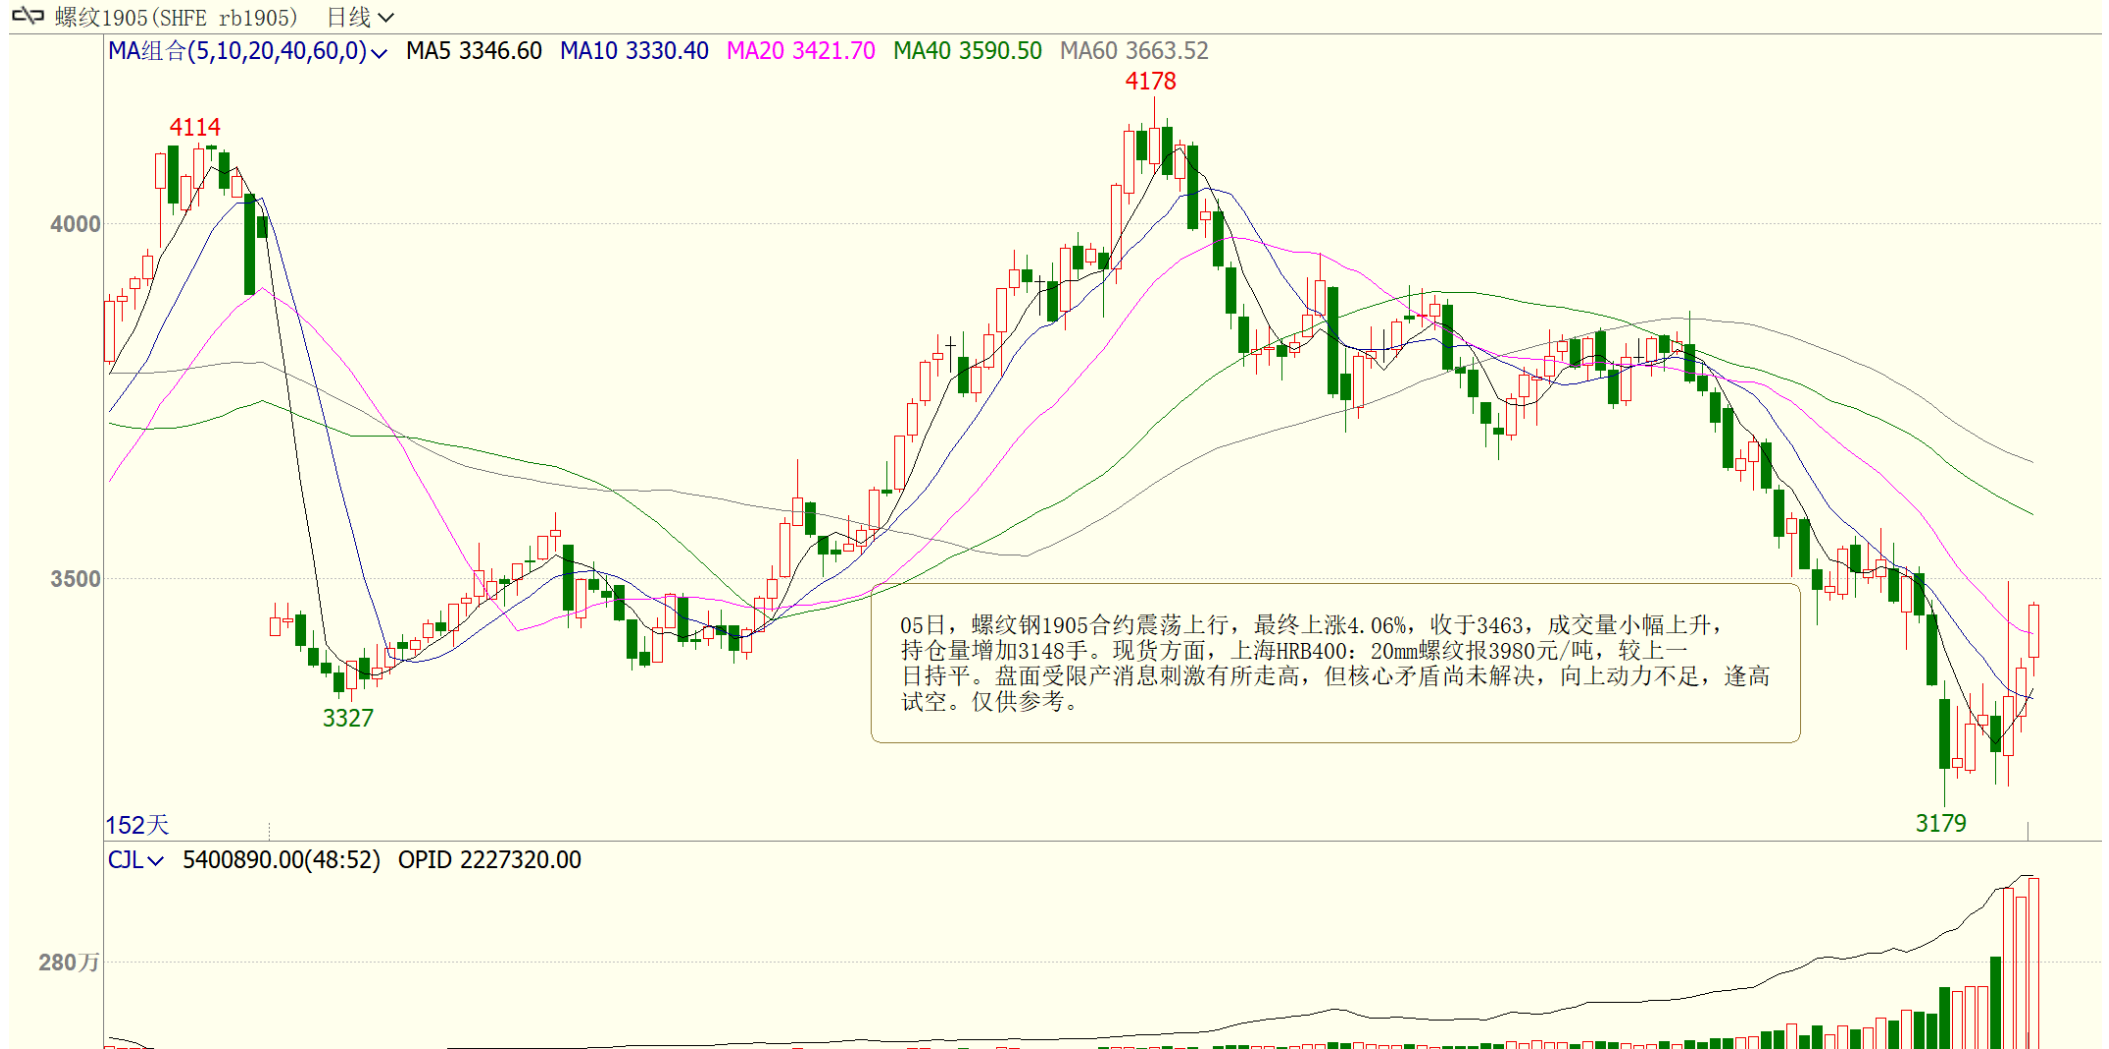 螺纹1905(SHFE rb1905) 日线
MA组合(5,10,20,40,60,0) MA5 3346.60 MA10 3330.40 MA20 3421.70 MA40 3590.50 MA60 3663.52
4178
4114
4000
3500
05日，螺纹钢1905合约震荡上行，最终上涨4.06%，收于3463，成交量小幅上升，
持仓量增加3148手。现货方面，上海HRB400：20mm螺纹报3980元/吨，较上一
日持平。盘面受限产消息刺激有所走高，但核心矛盾尚未解决，向上动力不足，逢高
试空。仅供参考。
3327
152天
3179
CJL 5400890.00(48:52) OPID 2227320.00
280万